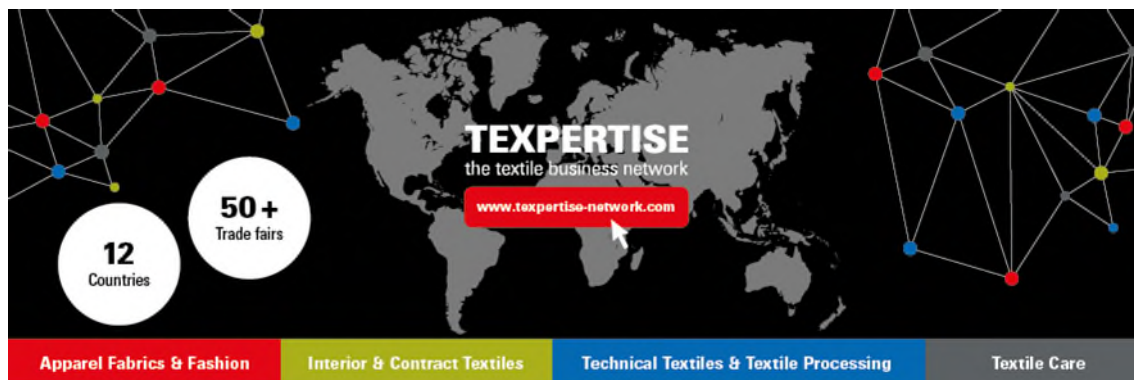 TEXPERTISE
the textile business network
www.texpertise-network.com
50+
Trade fairs
12
Countries
Apparel Fabrics & Fashion
Interior & Contract Textiles
Technical Textiles & Textile Processing
Textile Care